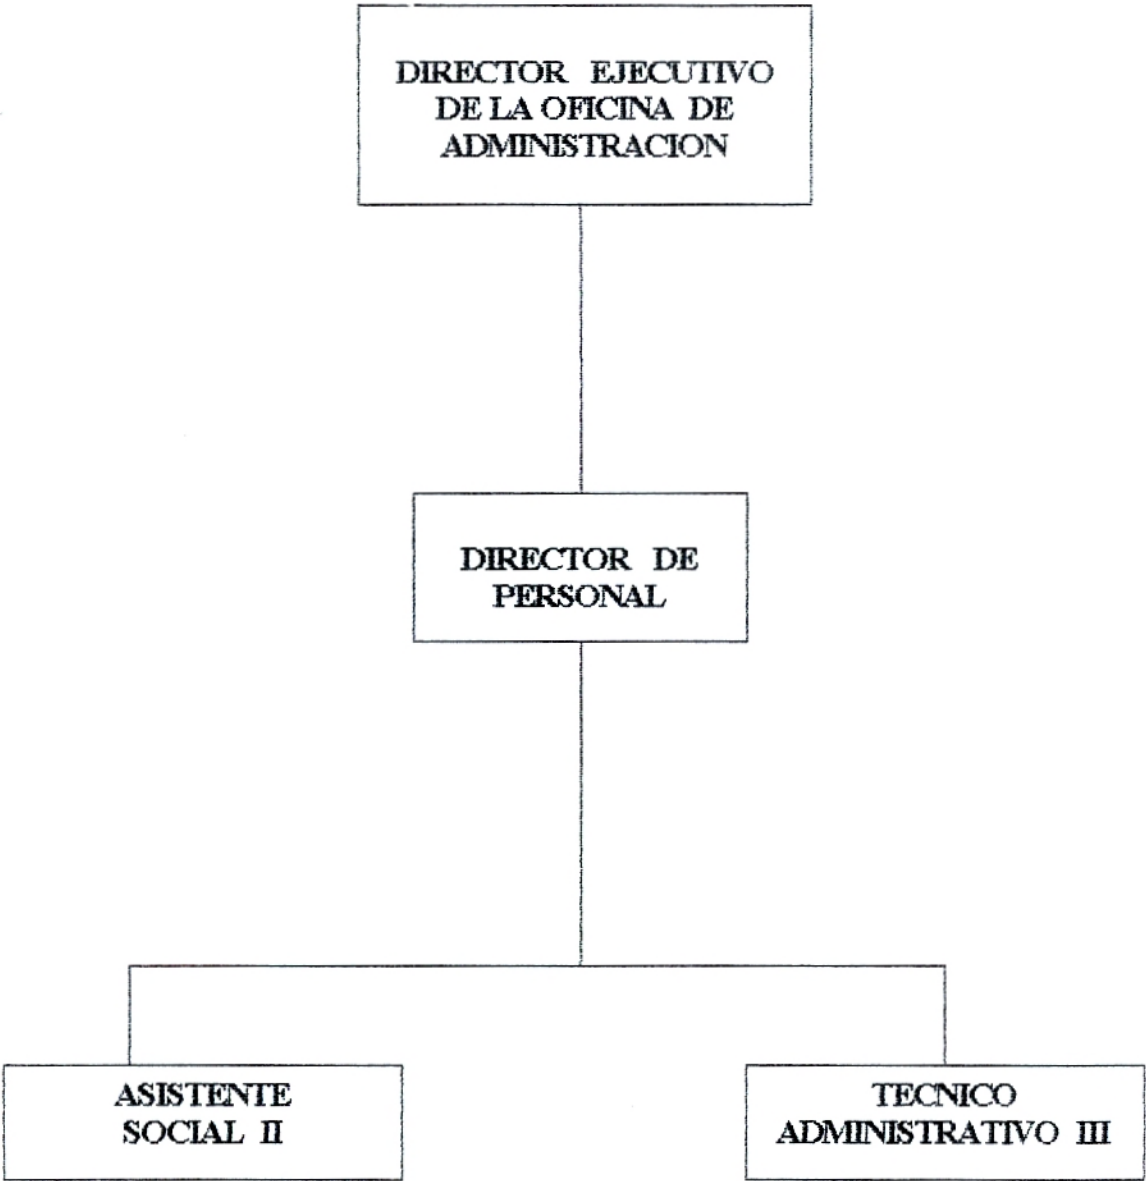 DIRECTOR EJECUTIVO
DE LA OFICINA DE
ADMINISTRACION
DIRECTOR DE
PERSONAL
ASISTENTE
SOCIAL II
TECNICO
ADMINISTRATIVO III